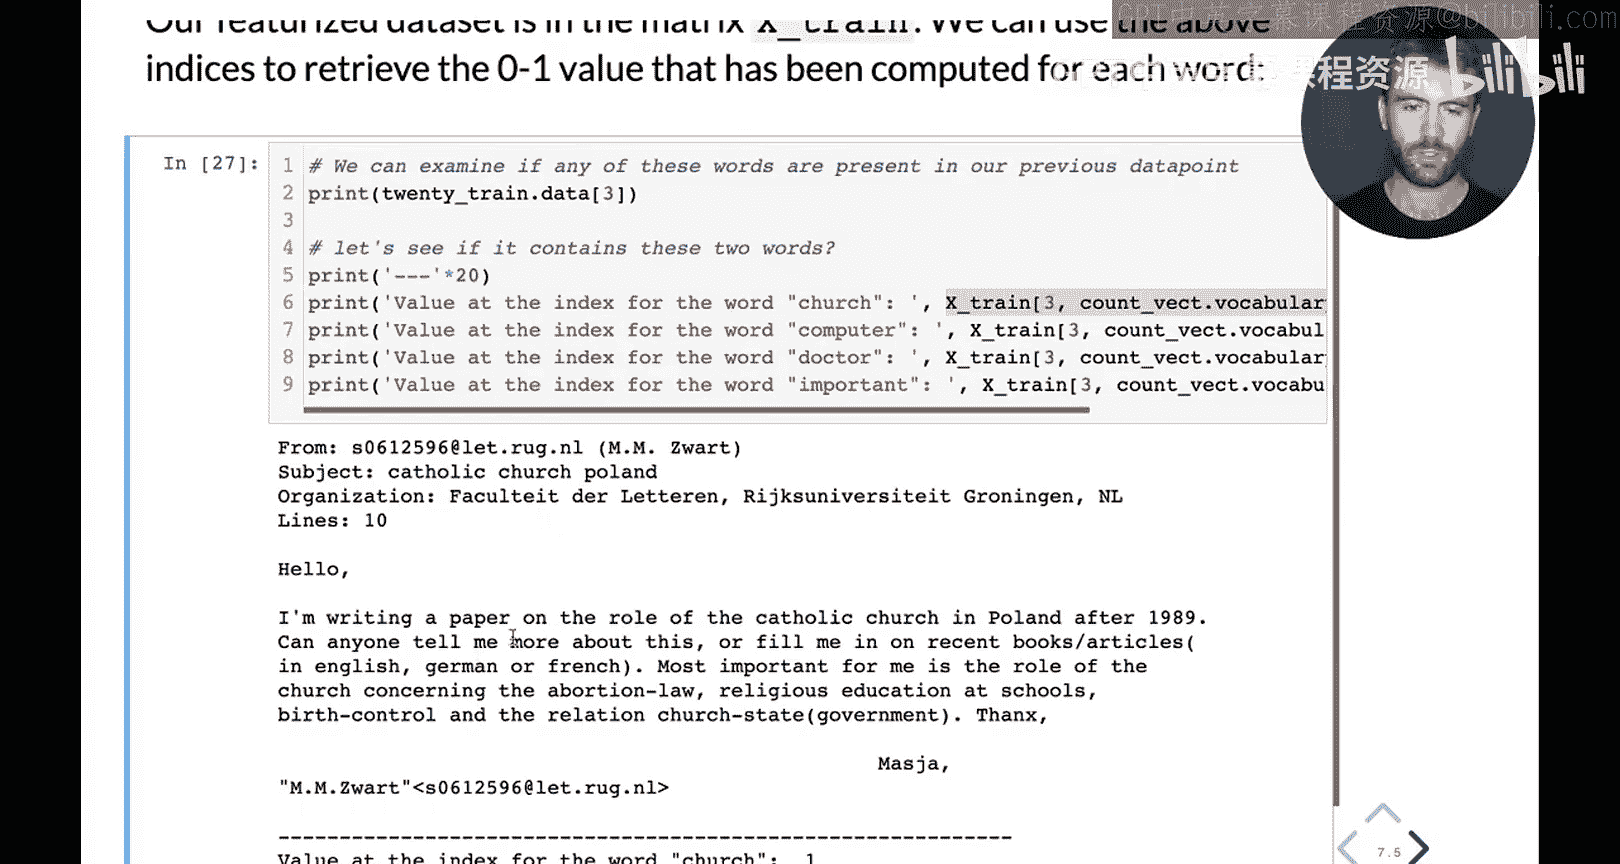 Our featurized dataset is in the matrix X_train. We can use the above
indices to retrieve the 0-1 value that has been computed for each word:
程资源 bilibili
In [27]:
1 # We can examine if any of these words are present in our previous datapoint
2 print(twenty_train.data[3])
3
4 # let's see if it contains these two words?
5 print('---'*20)
6 print('Value at the index for the word "church": ', X_train[3, count_vect.vocabular
7 print('Value at the index for the word "computer": ', X_train[3, count_vect.vocabul
8 print('Value at the index for the word "doctor": ', X_train[3, count_vect.vocabular
9 print('Value at the index for the word "important": ', X_train[3, count_vect.vocabu
From: s0612596@let.rug.nl (M.M. Zwart)
Subject: catholic church poland
Organization: Faculteit der Letteren, Rijksuniversiteit Groningen, NL
Lines: 10
Hello,
I'm writing a paper on the role of the catholic church in Poland after 1989.
Can anyone tell me more about this, or fill me in on recent books/articles(
in english, german or french). Most important for me is the role of the
church concerning the abortion-law, religious education at schools,
birth-control and the relation church-state(government). Thanx,
Masja,
"M.M.Zwart"<s0612596@let.rug.nl>
------------------------------------------------------------
Value at the index for the word "church": 1
7.5